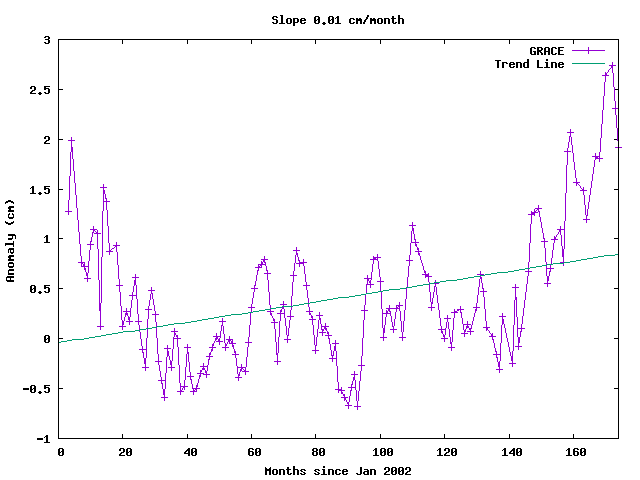 Slope 0.01 cm/month
GRACE
Trend Line
3
2.5
2
1.5
1
0.5
0
-0.5
-1
Anomaly (cm)
0 20 40 60 80 100 120 140 160
Months since Jan 2002